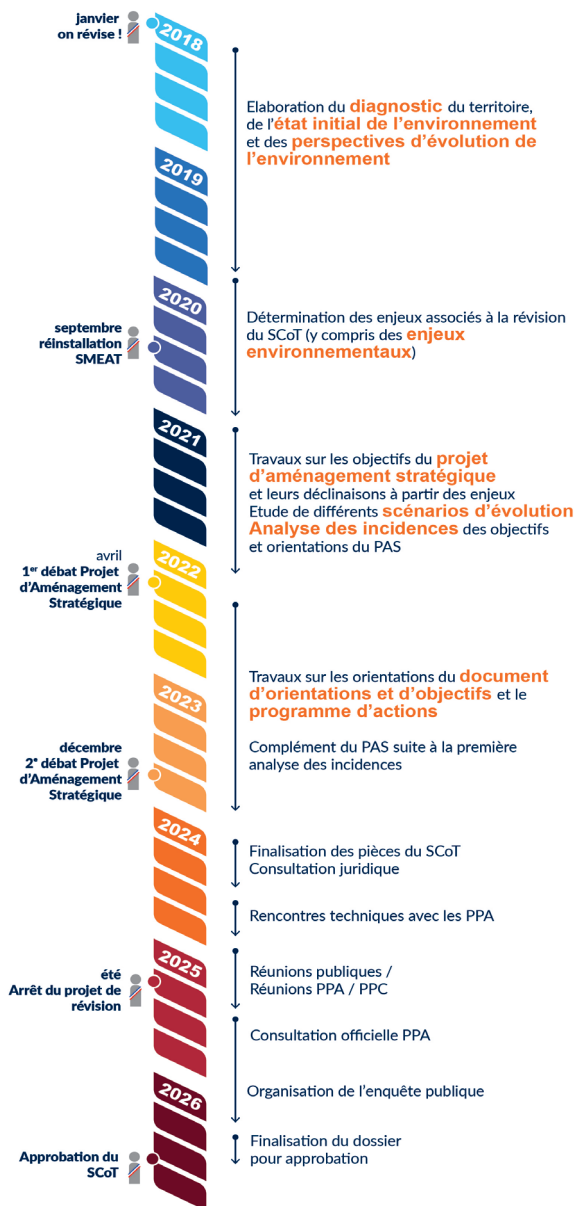 janvier
on révise !
2018
Elaboration du diagnostic du territoire,
de l'état initial de l'environnement
et des perspectives d'évolution de
l'environnement
2019
2020
septembre
réinstallation
SMEAT
Détermination des enjeux associés à la révision
du SCoT (y compris des enjeux
environnementaux)
2021
Travaux sur les objectifs du projet
d'aménagement stratégique
et leurs déclinaisons à partir des enjeux
Etude de différents scénarios d'évolution
Analyse des incidences des objectifs
et orientations du PAS
avril
1er débat Projet
d'Aménagement
Stratégique
2022
Travaux sur les orientations du document
d'orientations et d'objectifs et le
programme d'actions
2023
décembre
2e débat Projet
d'Aménagement
Stratégique
Complément du PAS suite à la première
analyse des incidences
2024
Finalisation des pièces du SCoT
Consultation juridique
Rencontres techniques avec les PPA
2025
été
Arrêt du projet de
révision
Réunions publiques /
Réunions PPA / PPC
Consultation officielle PPA
2026
Organisation de l'enquête publique
Approbation du
SCoT
Finalisation du dossier
pour approbation